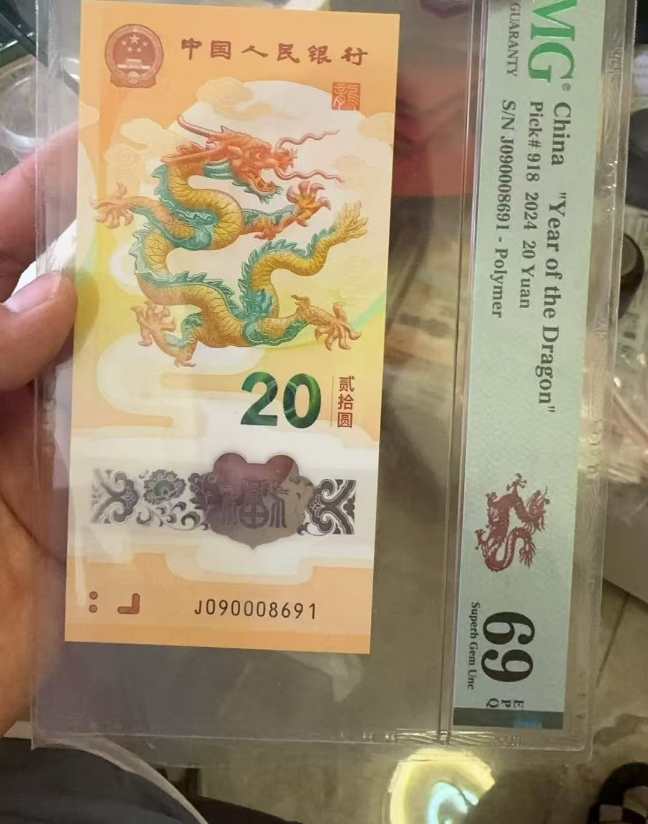 中国人民银行
20
贰拾圆
J090008691
MG®
GUARANTY
China "Year of the Dragon"
Pick# 918 2024 20 Yuan
S/N J090008691 - Polymer
69
EPQ
Superb Gem Unc